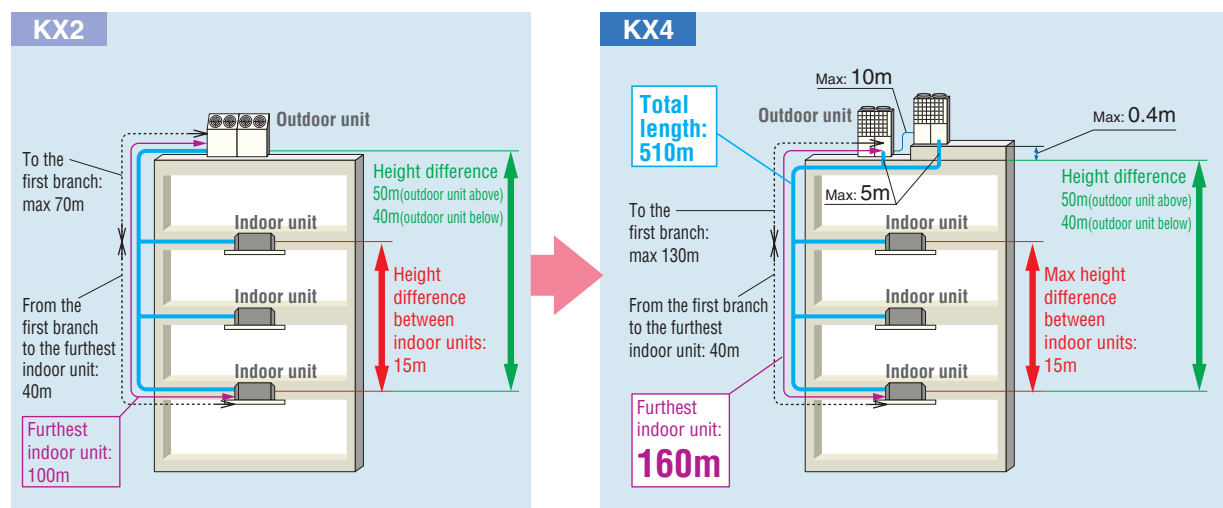 KX2
Outdoor unit
To the
first branch:
max 70m
Height difference
50m(outdoor unit above)
40m(outdoor unit below)
Indoor unit
Height
difference
between
indoor units:
15m
From the
first branch
to the furthest
indoor unit:
40m
Indoor unit
Indoor unit
Furthest
indoor unit:
100m
KX4
Max: 10m
Total
length:
510m
Outdoor unit
Max: 0.4m
Max: 5m
Height difference
50m(outdoor unit above)
40m(outdoor unit below)
To the
first branch:
max 130m
Indoor unit
Max height
difference
between
indoor units:
15m
From the first branch
to the furthest
indoor unit: 40m
Indoor unit
Indoor unit
Furthest
indoor unit:
160m